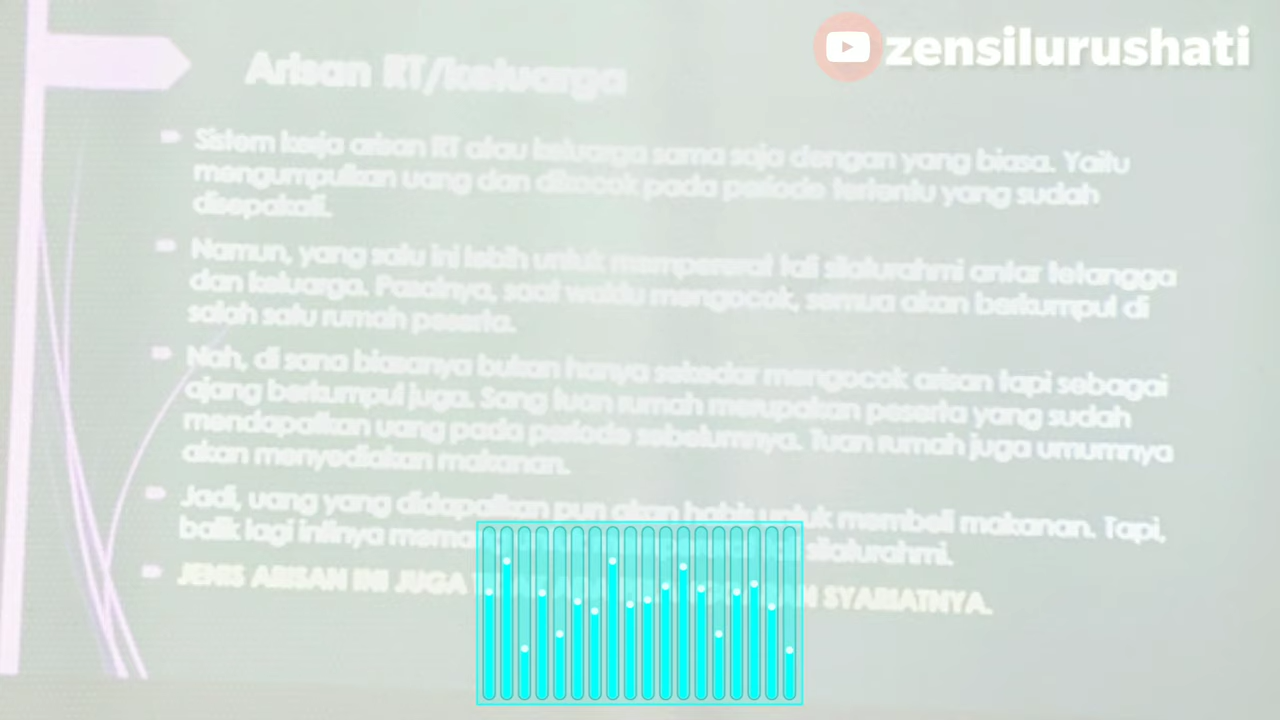 zensilurushati
Arisan RT/keluarga
Sistem kerja arisan RT atau keluarga sama saja dengan yang biasa. Yaitu
mengumpulkan uang dan dikocok pada periode tertentu yang sudah
disepakati.
Namun, yang satu ini lebih untuk mempererat tali silaturahmi antar tetangga
dan keluarga. Pasalnya, saat waktu mengocok, semua akan berkumpul di
salah satu rumah peserta.
Nah, di sana biasanya bukan hanya sekedar mengocok arisan tapi sebagai
ajang berkumpul juga. Sang tuan rumah merupakan peserta yang sudah
mendapatkan uang pada periode sebelumnya. Tuan rumah juga umumnya
akan menyediakan makanan.
Jadi, uang yang didapatkan pun akan habis untuk membeli makanan. Tapi,
balik lagi intinya silaturahmi.
JENIS ARISAN INI JUGA SYARIATNYA.